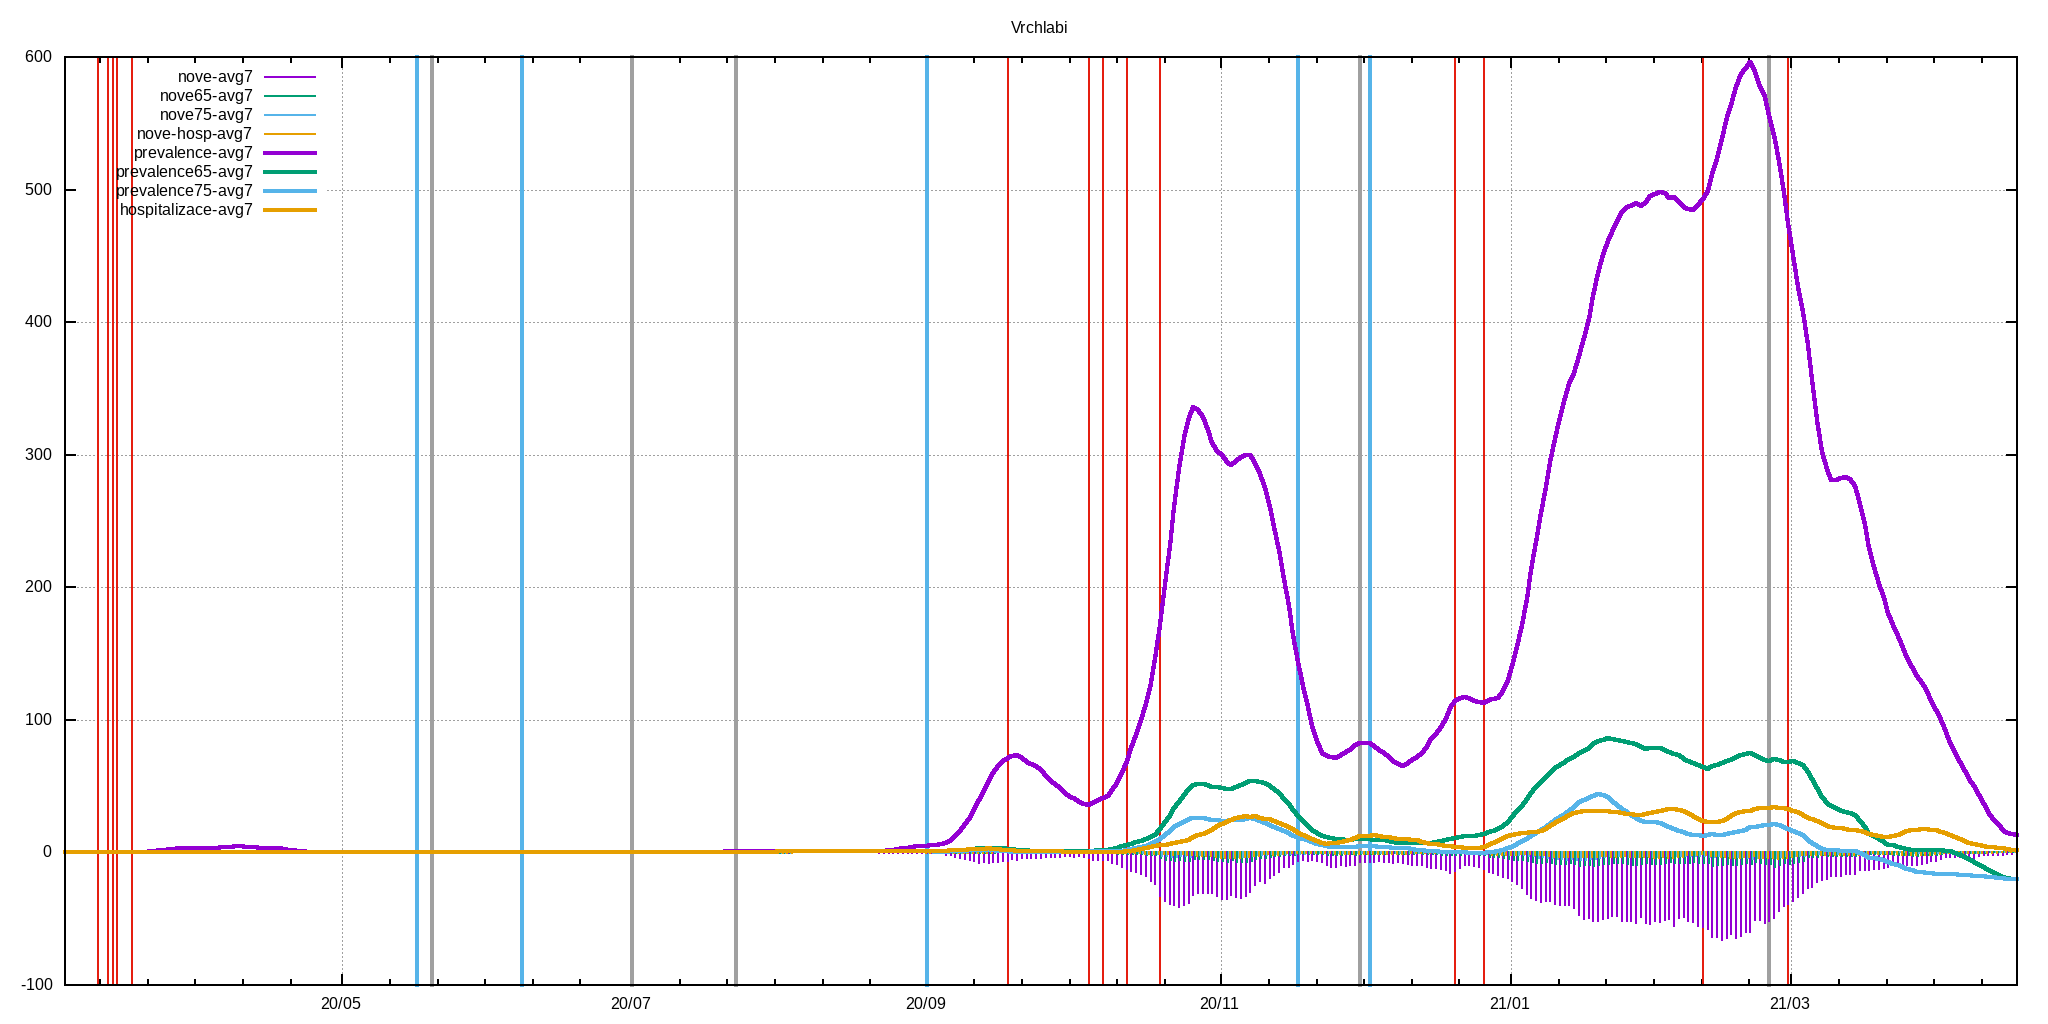 Vrchlabi
600
500
400
300
200
100
0
-100
nove-avg7
nove65-avg7
nove75-avg7
nove-hosp-avg7
prevalence-avg7
prevalence65-avg7
prevalence75-avg7
hospitalizace-avg7
20/05 20/07 20/09 20/11 21/01 21/03